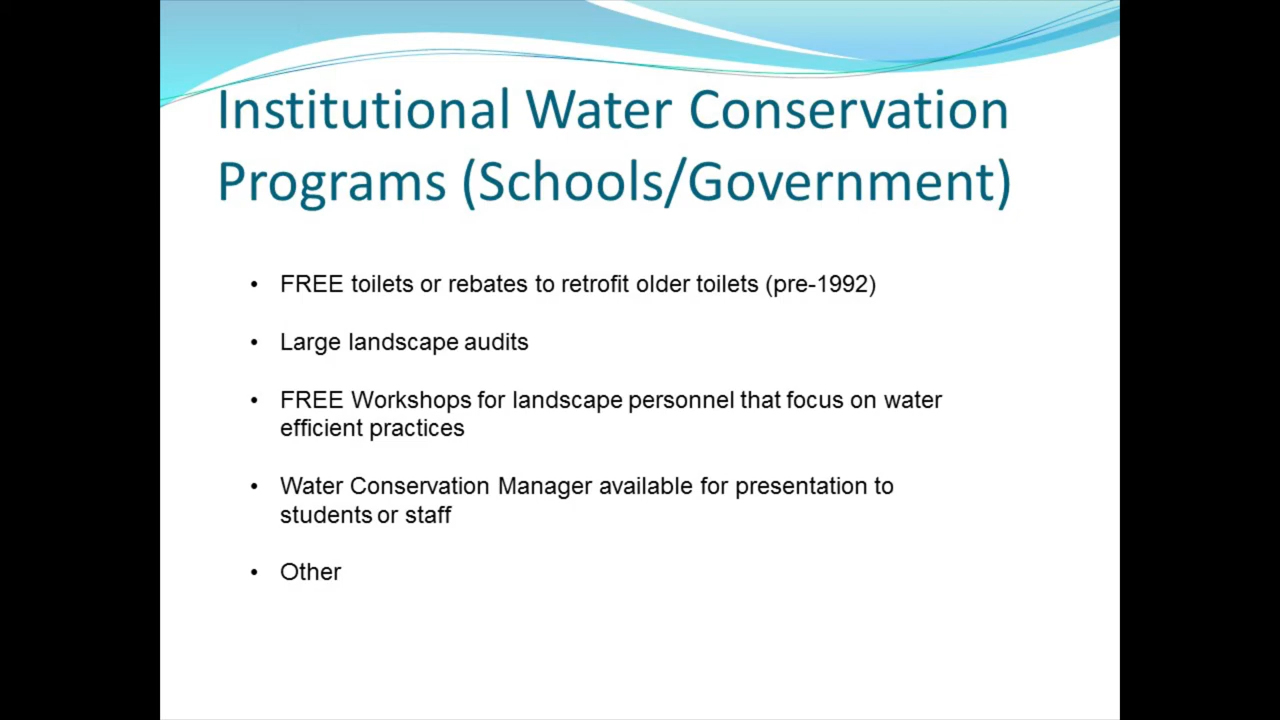 Institutional Water Conservation
Programs (Schools/Government)
• FREE toilets or rebates to retrofit older toilets (pre-1992)
• Large landscape audits
• FREE Workshops for landscape personnel that focus on water
efficient practices
• Water Conservation Manager available for presentation to
students or staff
• Other